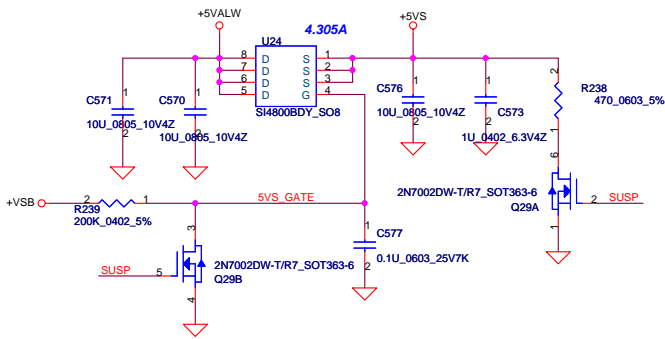 +5VALW
+5VS
4.305A
U24
8 D S 1
7 D S 2
6 D S 3
5 D G 4
SI4800BDY_SO8
1
C571
10U_0805_10V4Z
2
1
C570
10U_0805_10V4Z
2
1
C576
10U_0805_10V4Z
2
1
C573
1U_0402_6.3V4Z
2
2
R238
470_0603_5%
1
6
2N7002DW-T/R7_SOT363-6
Q29A
2 SUSP
1
+VSB
2 1
R239
200K_0402_5%
5VS_GATE
3
SUSP 5
2N7002DW-T/R7_SOT363-6
Q29B
4
1
C577
0.1U_0603_25V7K
2